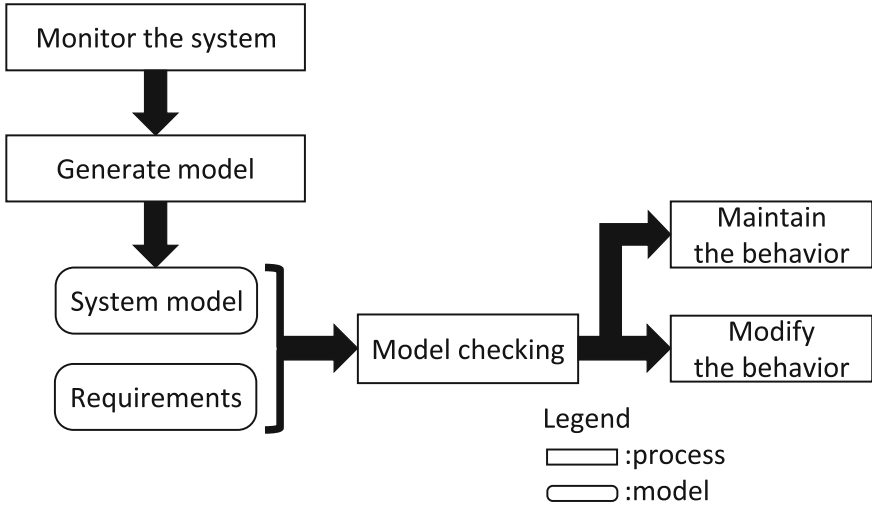 Monitor the system
Generate model
System model
Requirements
Model checking
Maintain
the behavior
Modify
the behavior
Legend
:process
:model